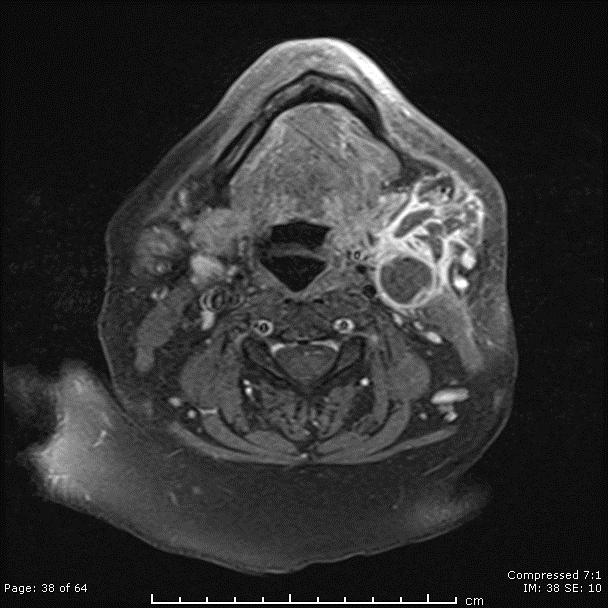 Compressed 7:1
Page: 38 of 64
IM: 38 SE: 10
cm